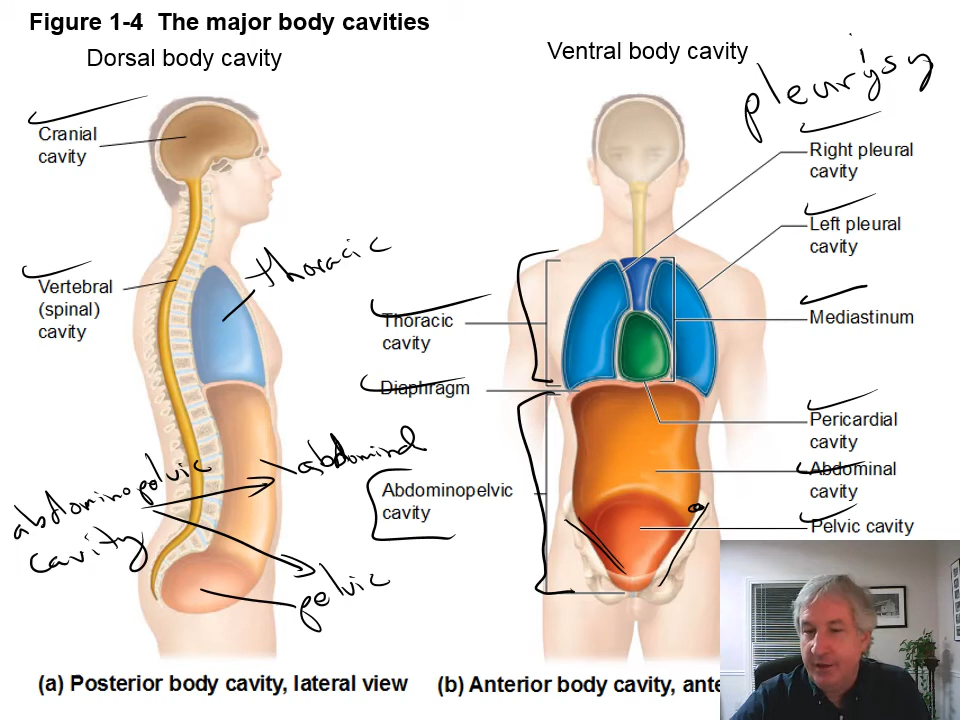 Figure 1-4 The major body cavities
Dorsal body cavity
Ventral body cavity
pleurisy
Cranial
cavity
Right pleural
cavity
Left pleural
cavity
thoracic
Vertebral
(spinal)
cavity
Thoracic
cavity
Mediastinum
Diaphragm
Pericardial
cavity
abdominal
Abdominal
cavity
abdominopelvic
cavity
Abdominopelvic
cavity
Pelvic cavity
pelvic
(a) Posterior body cavity, lateral view
(b) Anterior body cavity, ante